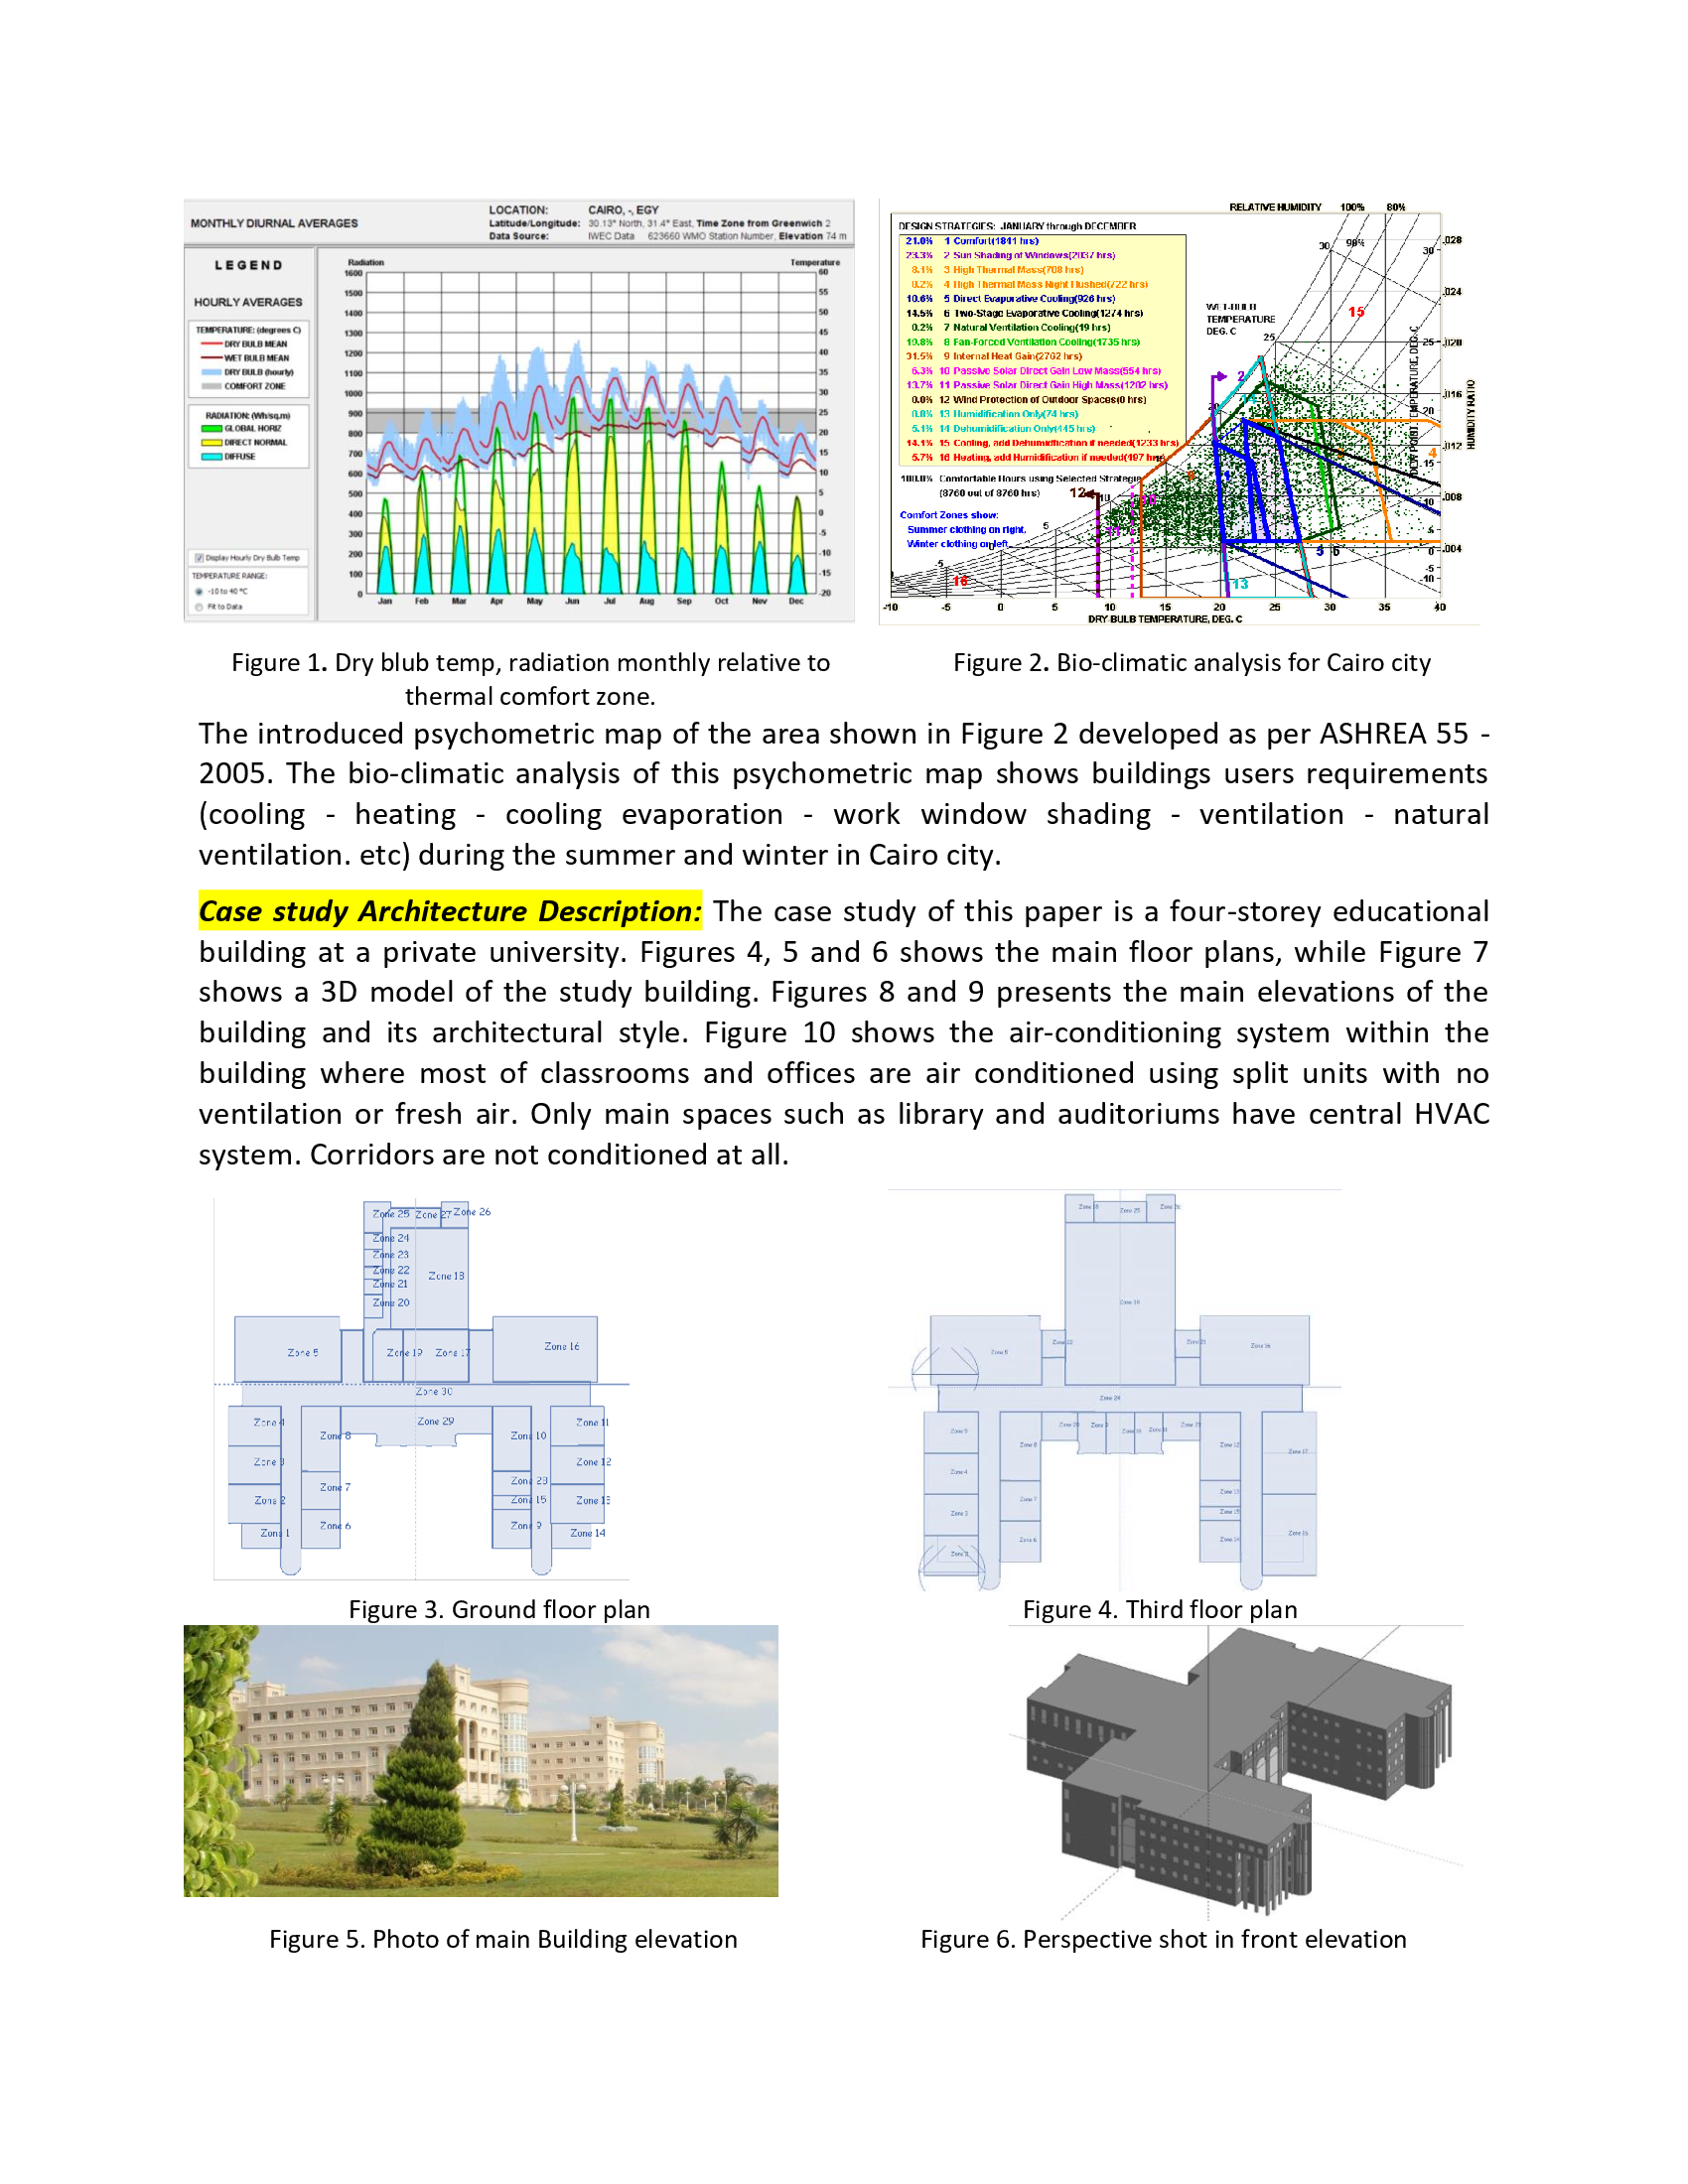 MONTHLY DIURNAL AVERAGES
LOCATION: CAIRO, -, EGY
Latitude/Longitude: 30.13° North, 31.4° East, Time Zone from Greenwich 2
Data Source: IWEC Data 623660 WMO Station Number, Elevation 74 m
LEGEND
HOURLY AVERAGES
TEMPERATURE: (degrees C)
DRY BULB MEAN
WET BULB MEAN
DRY BULB (hourly)
COMFORT ZONE
RADIATION: (Wh/sq.m)
GLOBAL HORIZ
DIRECT NORMAL
DIFFUSE
Display Hourly Dry Bulb Temp
TEMPERATURE RANGE:
-10 to 40 °C
Fit to Data
Radiation Temperature
1600 60
1500 55
1400 50
1300 45
1200 40
1100 35
1000 30
900 25
800 20
700 15
600 10
500 5
400 0
300 -5
200 -10
100 -15
0 -20
Jan Feb Mar Apr May Jun Jul Aug Sep Oct Nov Dec
RELATIVE HUMIDITY 100% 80%
DESIGN STRATEGIES: JANUARY through DECEMBER
21.0% 1 Comfort(1841 hrs)
23.3% 2 Sun Shading of Windows(2037 hrs)
8.1% 3 High Thermal Mass(708 hrs)
8.2% 4 High Thermal Mass Night Flushed(722 hrs)
10.6% 5 Direct Evaporative Cooling(926 hrs)
14.5% 6 Two-Stage Evaporative Cooling(1274 hrs)
0.2% 7 Natural Ventilation Cooling(19 hrs)
19.8% 8 Fan-Forced Ventilation Cooling(1735 hrs)
31.5% 9 Internal Heat Gain(2762 hrs)
6.3% 10 Passive Solar Direct Gain Low Mass(554 hrs)
13.7% 11 Passive Solar Direct Gain High Mass(1202 hrs)
0.0% 12 Wind Protection of Outdoor Spaces(0 hrs)
0.8% 13 Humidification Only(74 hrs)
5.1% 14 Dehumidification Only(445 hrs)
14.1% 15 Cooling, add Dehumidification if needed(1233 hrs)
5.7% 16 Heating, add Humidification if needed(497 hrs)
100.0% Comfortable Hours using Selected Strategie
(8760 out of 8760 hrs)
Comfort Zones show:
Summer clothing on right,
Winter clothing on left.
WET-BULB
TEMPERATURE
DEG. C
HUMIDITY RATIO
.028
.024
.020
.016
.012
.008
.004
-10 -5 0 5 10 15 20 25 30 35 40
DRY-BULB TEMPERATURE, DEG. C
Figure 1. Dry blub temp, radiation monthly relative to
thermal comfort zone.
Figure 2. Bio-climatic analysis for Cairo city
The introduced psychometric map of the area shown in Figure 2 developed as per ASHREA 55 -
2005. The bio-climatic analysis of this psychometric map shows buildings users requirements
(cooling - heating - cooling evaporation - work window shading - ventilation - natural
ventilation. etc) during the summer and winter in Cairo city.
Case study Architecture Description: The case study of this paper is a four-storey educational
building at a private university. Figures 4, 5 and 6 shows the main floor plans, while Figure 7
shows a 3D model of the study building. Figures 8 and 9 presents the main elevations of the
building and its architectural style. Figure 10 shows the air-conditioning system within the
building where most of classrooms and offices are air conditioned using split units with no
ventilation or fresh air. Only main spaces such as library and auditoriums have central HVAC
system. Corridors are not conditioned at all.
Zone 25 Zone 27 Zone 26
Zone 24
Zone 23
Zone 22
Zone 21
Zone 18
Zone 20
Zone 5 Zone 19 Zone 17 Zone 16
Zone 30
Zone 4 Zone 29 Zone 11
Zone 8 Zone 10
Zone 3 Zone 12
Zone 7 Zone 28
Zone 2 Zone 15 Zone 13
Zone 1 Zone 6 Zone 9 Zone 14
Figure 3. Ground floor plan
Figure 4. Third floor plan
Figure 5. Photo of main Building elevation
Figure 6. Perspective shot in front elevation